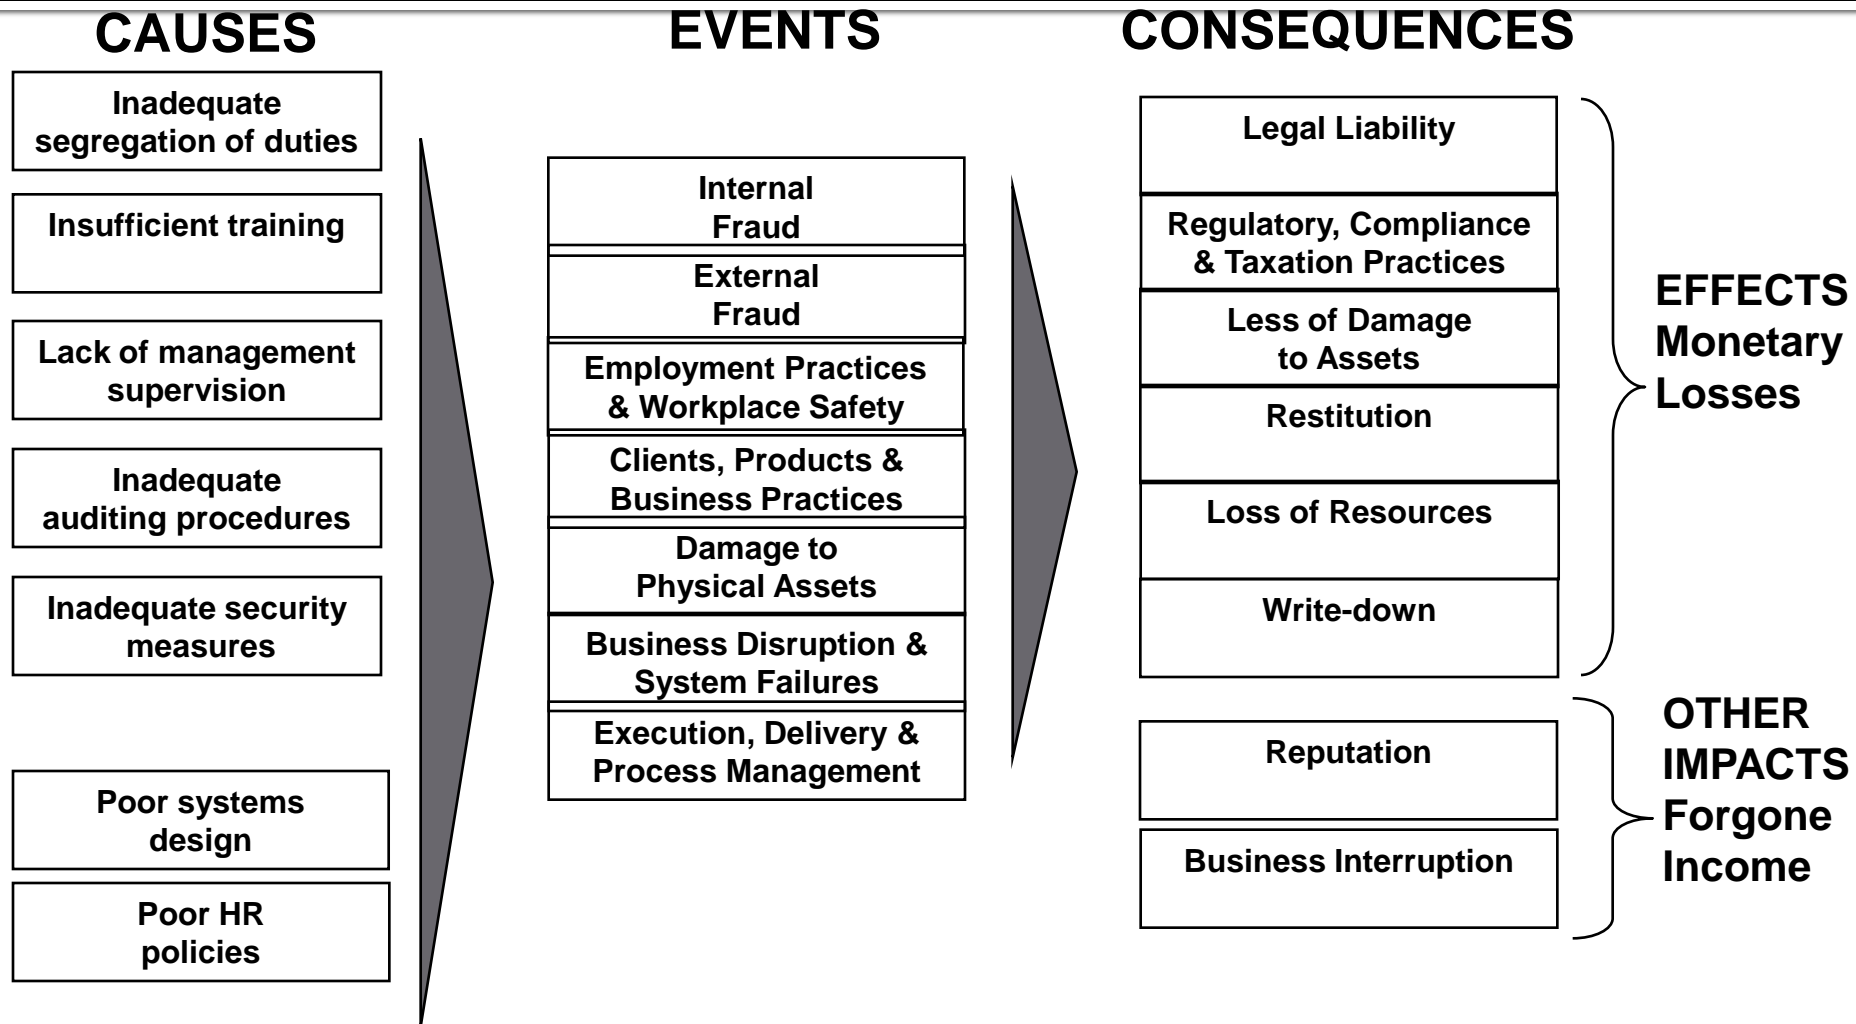 CAUSES
Inadequate
segregation of duties
Insufficient training
Lack of management
supervision
Inadequate
auditing procedures
Inadequate security
measures
Poor systems
design
Poor HR
policies
EVENTS
Internal
Fraud
External
Fraud
Employment Practices
& Workplace Safety
Clients, Products &
Business Practices
Damage to
Physical Assets
Business Disruption &
System Failures
Execution, Delivery &
Process Management
CONSEQUENCES
Legal Liability
Regulatory, Compliance
& Taxation Practices
Less of Damage
to Assets
Restitution
Loss of Resources
Write-down
Reputation
Business Interruption
EFFECTS
Monetary
Losses
OTHER
IMPACTS
Forgone
Income